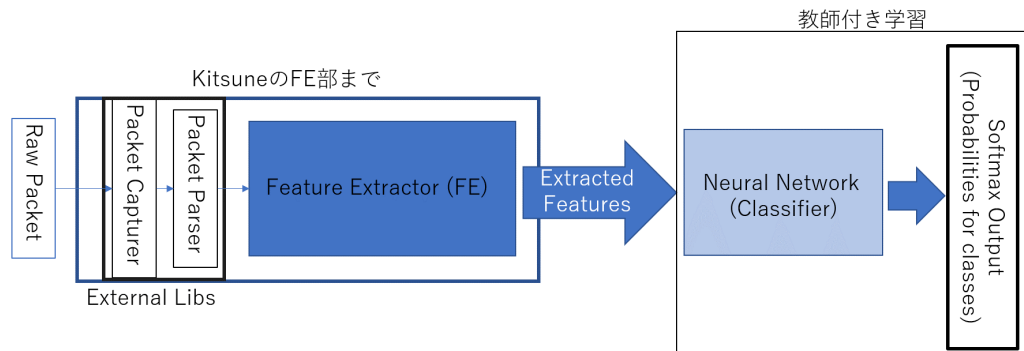 教師付き学習
KitsuneのFE部まで
Raw Packet
Packet Capturer
Packet Parser
Feature Extractor (FE)
Extracted
Features
Neural Network
(Classifier)
Softmax Output
(Probabilities for classes)
External Libs